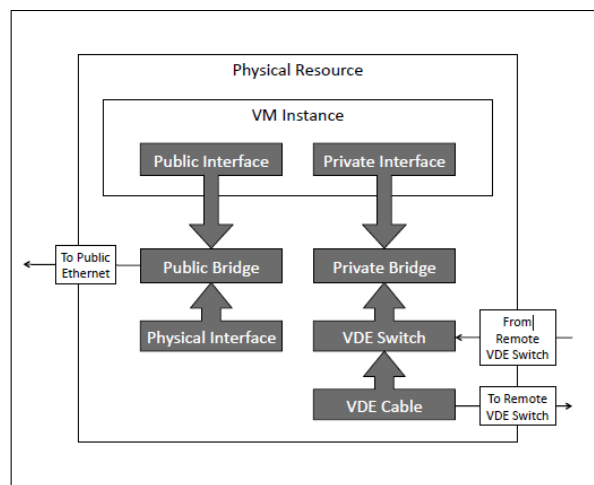 Physical Resource
VM Instance
Public Interface
Private Interface
To Public
Ethernet
Public Bridge
Private Bridge
Physical Interface
VDE Switch
From
Remote
VDE Switch
VDE Cable
To Remote
VDE Switch